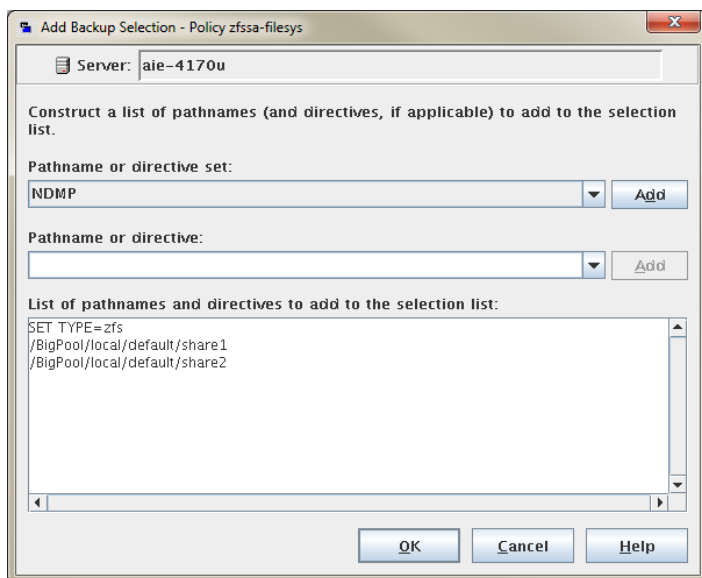 Add Backup Selection - Policy zfssa-filesys
Server: aie-4170u
Construct a list of pathnames (and directives, if applicable) to add to the selection
list.
Pathname or directive set:
NDMP
Add
Pathname or directive:
Add
List of pathnames and directives to add to the selection list:
SET TYPE=zfs
/BigPool/local/default/share1
/BigPool/local/default/share2
OK Cancel Help